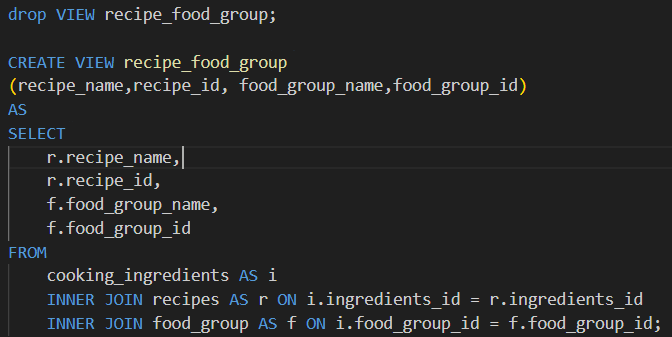 drop VIEW recipe_food_group;
CREATE VIEW recipe_food_group
(recipe_name,recipe_id, food_group_name,food_group_id)
AS
SELECT
r.recipe_name,
r.recipe_id,
f.food_group_name,
f.food_group_id
FROM
cooking_ingredients AS i
INNER JOIN recipes AS r ON i.ingredients_id = r.ingredients_id
INNER JOIN food_group AS f ON i.food_group_id = f.food_group_id;